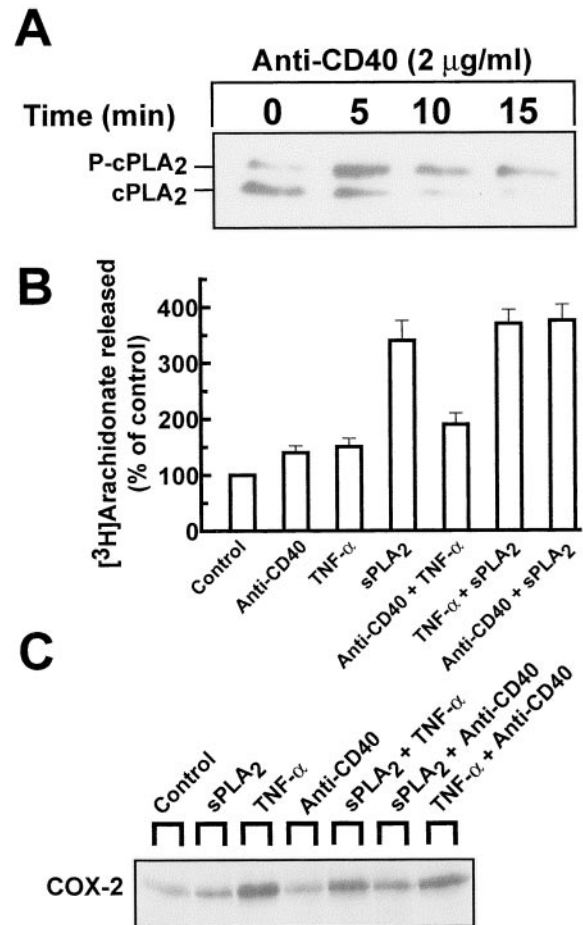 A
Anti-CD40 (2 μg/ml)
Time (min) 0 5 10 15
P-cPLA2
cPLA2
B
[3H]Arachidonate released
(% of control)
400
300
200
100
0
Control
Anti-CD40
TNF-α
sPLA2
Anti-CD40 + TNF-α
TNF-α + sPLA2
Anti-CD40 + sPLA2
C
Control
sPLA2
TNF-α
Anti-CD40
sPLA2 + TNF-α
sPLA2 + Anti-CD40
TNF-α + Anti-CD40
COX-2